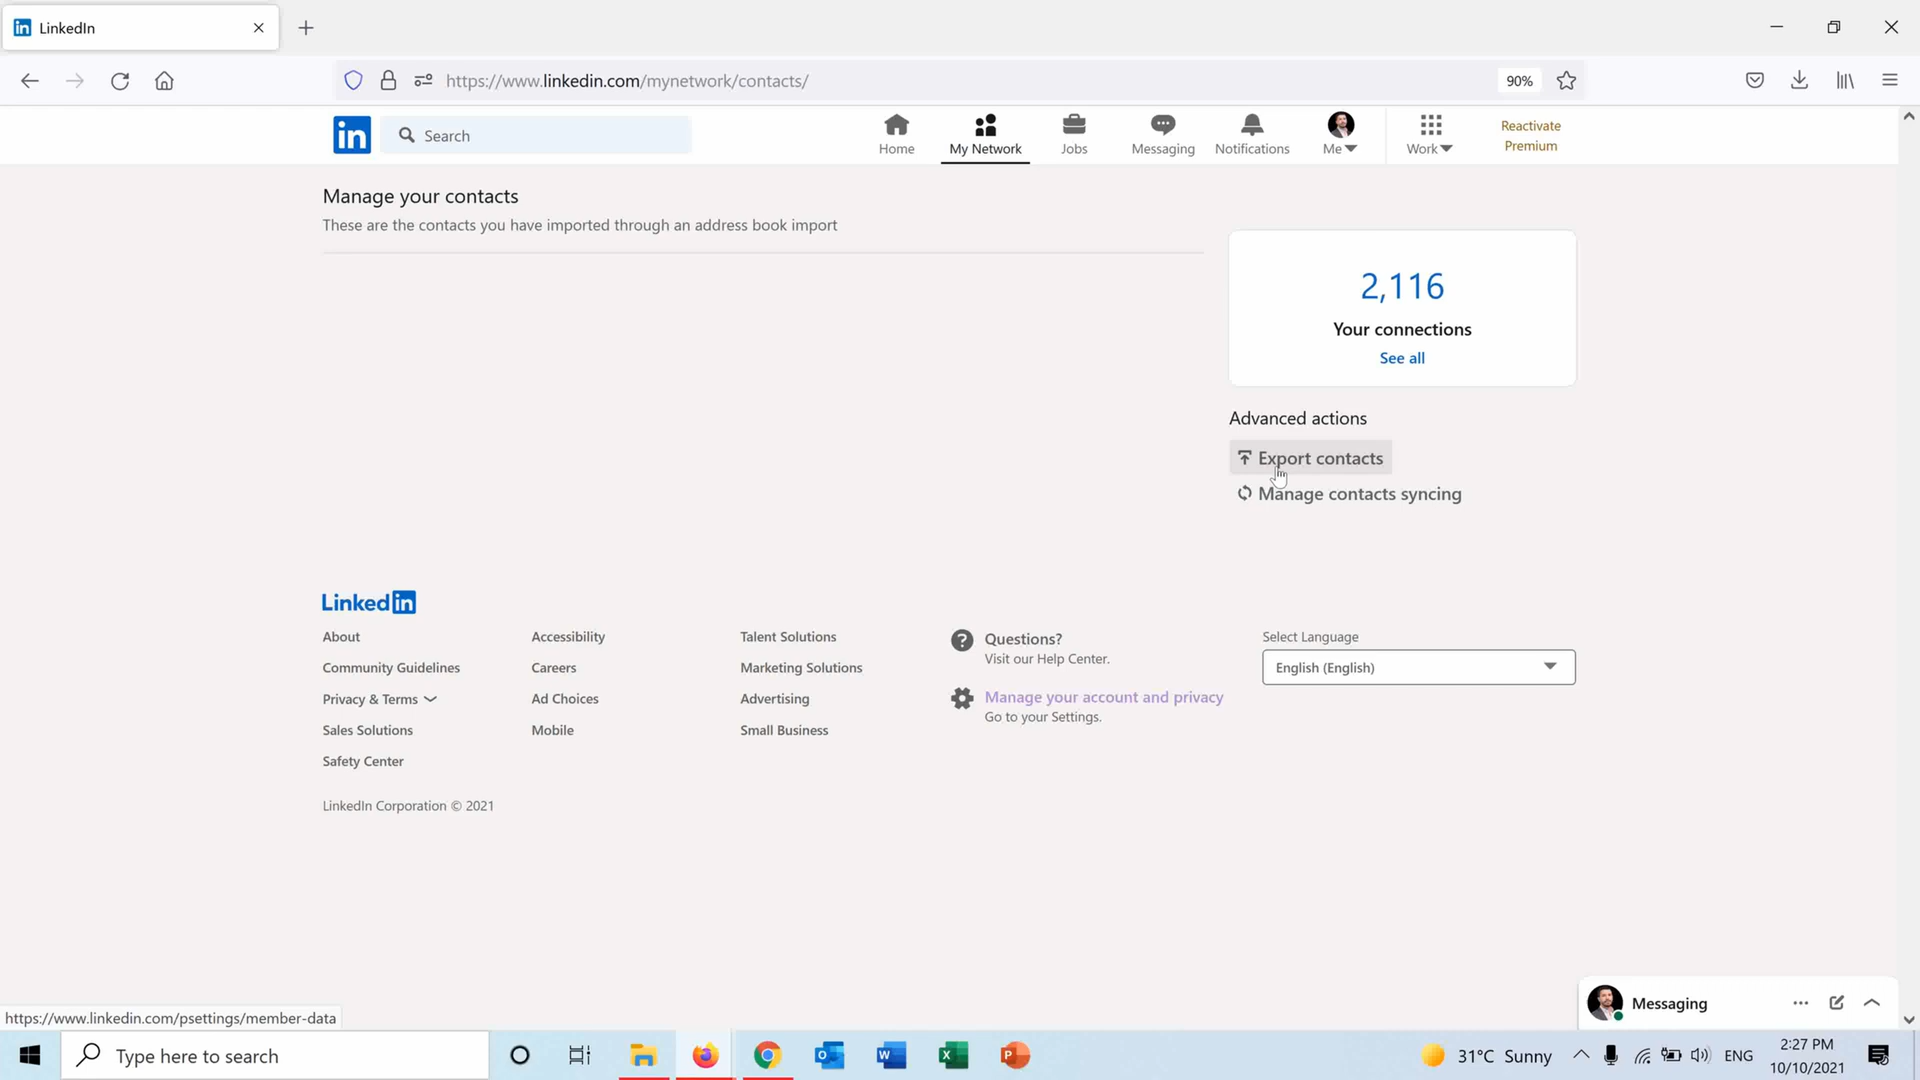 LinkedIn
https://www.linkedin.com/mynetwork/contacts/
90%
in
Search
Home
My Network
Jobs
Messaging
Notifications
Me
Work
Reactivate
Premium
Manage your contacts
These are the contacts you have imported through an address book import
2,116
Your connections
See all
Advanced actions
Export contacts
Manage contacts syncing
Linked in
About
Accessibility
Talent Solutions
Questions?
Visit our Help Center.
Select Language
Community Guidelines
Careers
Marketing Solutions
English (English)
Privacy & Terms
Ad Choices
Advertising
Manage your account and privacy
Go to your Settings.
Sales Solutions
Mobile
Small Business
Safety Center
LinkedIn Corporation © 2021
Messaging
https://www.linkedin.com/psettings/member-data
Type here to search
31°C Sunny
ENG
2:27 PM
10/10/2021